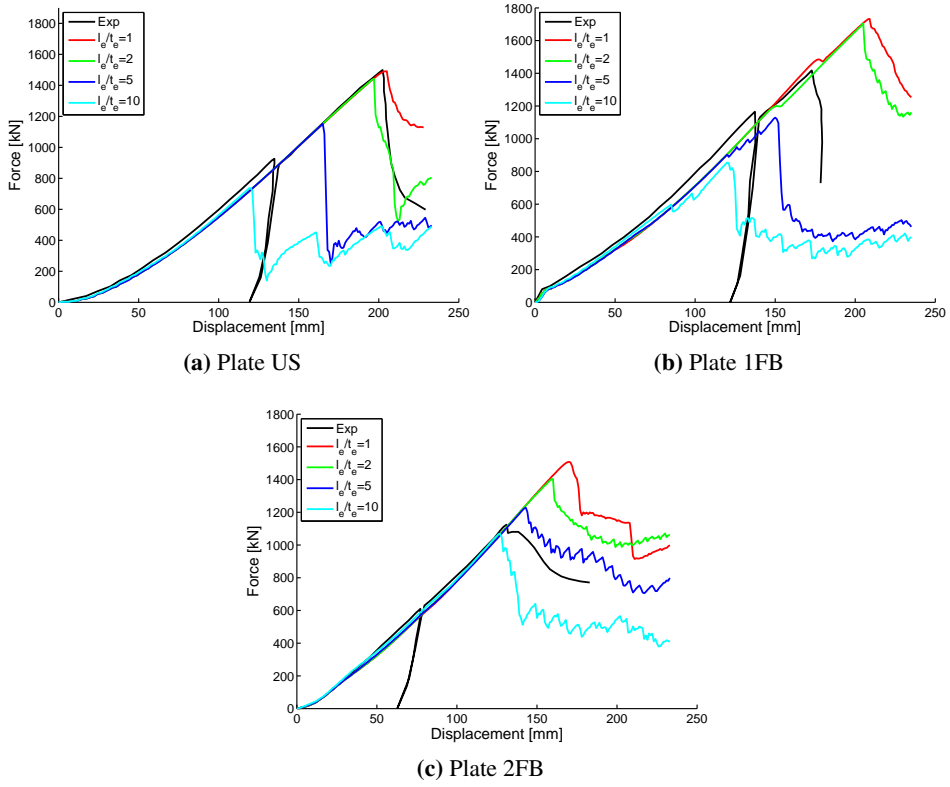 1800
1600
1400
1200
1000
800
600
400
200
0
Force [kN]
Exp
l_e/t_e=1
l_e/t_e=2
l_e/t_e=5
l_e/t_e=10
0 50 100 150 200 250
Displacement [mm]
(a) Plate US
1800
1600
1400
1200
1000
800
600
400
200
0
Force [kN]
Exp
l_e/t_e=1
l_e/t_e=2
l_e/t_e=5
l_e/t_e=10
0 50 100 150 200 250
Displacement [mm]
(b) Plate 1FB
1800
1600
1400
1200
1000
800
600
400
200
0
Force [kN]
Exp
l_e/t_e=1
l_e/t_e=2
l_e/t_e=5
l_e/t_e=10
0 50 100 150 200 250
Displacement [mm]
(c) Plate 2FB